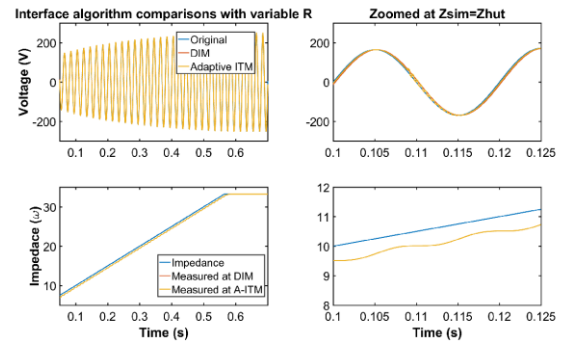 Interface algorithm comparisons with variable R
Zoomed at Zsim=Zhut
Voltage (V)
200
0
-200
Original
DIM
Adaptive ITM
0.1 0.2 0.3 0.4 0.5 0.6
200
0
-200
0.1 0.105 0.11 0.115 0.12 0.125
Impedace (ω)
30
20
10
Impedance
Measured at DIM
Measured at A-ITM
0.1 0.2 0.3 0.4 0.5 0.6
Time (s)
12
11
10
9
8
0.1 0.105 0.11 0.115 0.12 0.125
Time (s)